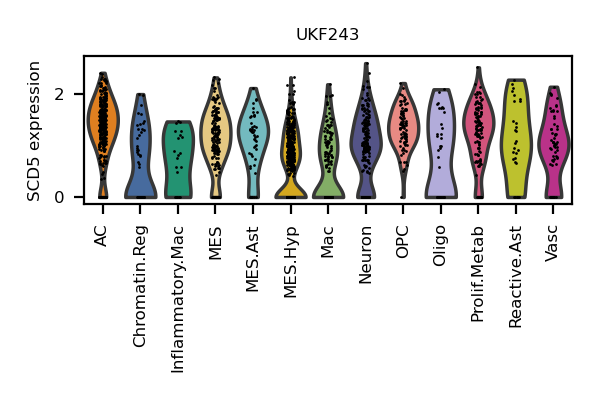 UKF243
SCD5 expression
2
0
AC
Chromatin.Reg
Inflammatory.Mac
MES
MES.Ast
MES.Hyp
Mac
Neuron
OPC
Oligo
Prolif.Metab
Reactive.Ast
Vasc